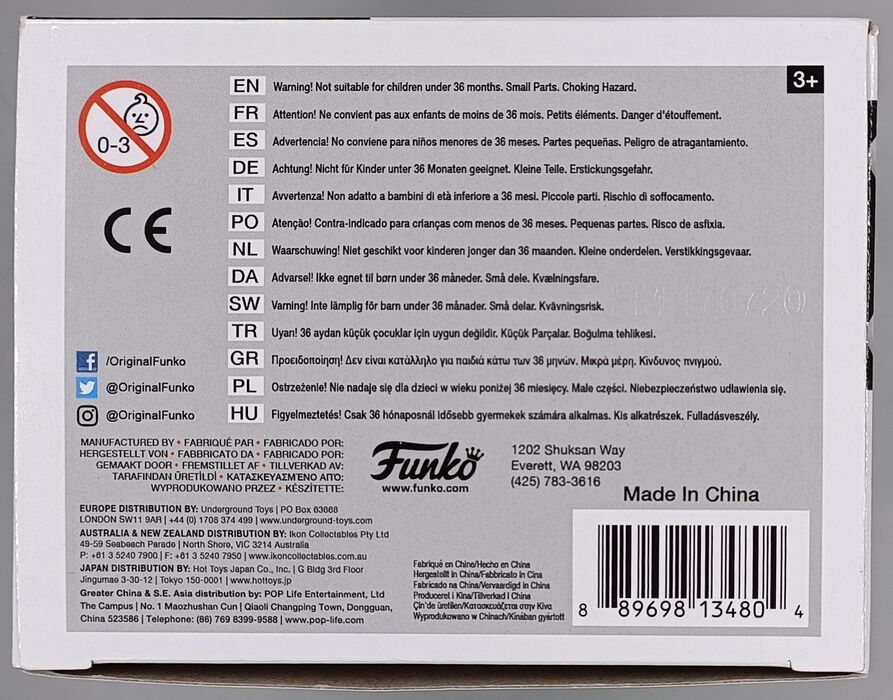 3+
0-3
CE
EN Warning! Not suitable for children under 36 months. Small Parts. Choking Hazard.
FR Attention! Ne convient pas aux enfants de moins de 36 mois. Petits éléments. Danger d'étouffement.
ES Advertencia! No conviene para niños menores de 36 meses. Partes pequeñas. Peligro de atragantamiento.
DE Achtung! Nicht für Kinder unter 36 Monaten geeignet. Kleine Teile. Erstickungsgefahr.
IT Avvertenza! Non adatto a bambini di età inferiore a 36 mesi. Piccole parti. Rischio di soffocamento.
PO Atenção! Contra-indicado para crianças com menos de 36 meses. Pequenas partes. Risco de asfixia.
NL Waarschuwing! Niet geschikt voor kinderen jonger dan 36 maanden. Kleine onderdelen. Verstikkingsgevaar.
DA Advarsel! Ikke egnet til børn under 36 måneder. Små dele. Kvælningsfare.
SW Varning! Inte lämplig för barn under 36 månader. Små delar. Kvävningsrisk.
TR Uyarı! 36 aydan küçük çocuklar için uygun değildir. Küçük Parçalar. Boğulma tehlikesi.
GR Προειδοποίηση! Δεν είναι κατάλληλο για παιδιά κάτω των 36 μηνών. Μικρά μέρη. Κίνδυνος πνιγμού.
PL Ostrzeżenie! Nie nadaje się dla dzieci w wieku poniżej 36 miesięcy. Małe części. Niebezpieczeństwo udławienia się.
HU Figyelmeztetés! Csak 36 hónaposnál idősebb gyermekek számára alkalmas. Kis alkatrészek. Fulladásveszély.
/OriginalFunko
@OriginalFunko
@OriginalFunko
MANUFACTURED BY • FABRIQUÉ PAR • FABRICADO POR:
HERGESTELLT VON • FABBRICATO DA • FABRICADO POR:
GEMAAKT DOOR • FREMSTILLET AF • TILLVERKAD AV:
TARAFINDAN ÜRETİLDİ • ΚΑΤΑΣΚΕΥΑΣΜΈΝΟ ΑΠΌ:
WYPRODUKOWANO PRZEZ • KÉSZÍTETTE:
Funko
www.funko.com
1202 Shuksan Way
Everett, WA 98203
(425) 783-3616
Made In China
EUROPE DISTRIBUTION BY: Underground Toys | PO Box 63668
LONDON SW11 9AR | +44 (0) 1708 374 499 | www.underground-toys.com
AUSTRALIA & NEW ZEALAND DISTRIBUTION BY: Ikon Collectables Pty Ltd
49-59 Seabeach Parade | North Shore, VIC 3214 Australia
P: +61 3 5240 7900 | F: +61 3 5240 7950 | www.ikoncollectables.com.au
JAPAN DISTRIBUTION BY: Hot Toys Japan Co., Inc. | G Bldg 3rd Floor
Jingumae 3-30-12 | Tokyo 150-0001 | www.hottoys.jp
Greater China & S.E. Asia distribution by: POP Life Entertainment, Ltd
The Campus | No. 1 Maozhushan Cun | Qiaoli Changping Town, Dongguan,
China 523586 | Telephone: (86) 769 8399-9588 | www.pop-life.com
Fabriqué en Chine/Hecho en China
Hergestellt in China/Fabbricato in Cina
Fabricado na China/Vervaardigd in China
Produceret i Kina/Tillverkad i China
Çin'de üretilen/Κατασκευάζεται στην Κίνα
Wyprodukowano w Chinach/Kínában gyártott
8 89698 13480 4